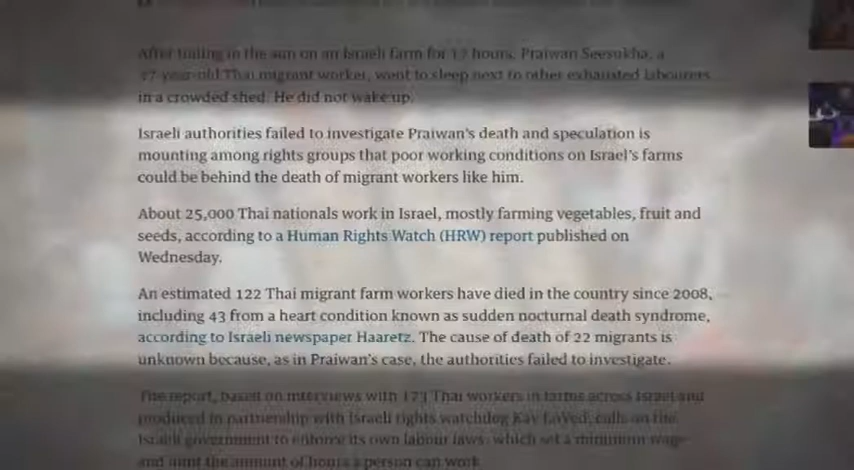 After toiling in the sun on an Israeli farm for 17 hours, Praiwan Seesukha, a
37-year-old Thai migrant worker, went to sleep next to other exhausted labourers
in a crowded shed. He did not wake up.
Israeli authorities failed to investigate Praiwan's death and speculation is
mounting among rights groups that poor working conditions on Israel's farms
could be behind the death of migrant workers like him.
About 25,000 Thai nationals work in Israel, mostly farming vegetables, fruit and
seeds, according to a Human Rights Watch (HRW) report published on
Wednesday.
An estimated 122 Thai migrant farm workers have died in the country since 2008,
including 43 from a heart condition known as sudden nocturnal death syndrome,
according to Israeli newspaper Haaretz. The cause of death of 22 migrants is
unknown because, as in Praiwan's case, the authorities failed to investigate.
The report, based on interviews with 173 Thai workers in farms across Israel and
produced in partnership with Israeli rights watchdog Kav LaOved, calls on the
Israeli government to enforce its own labour laws, which set a minimum wage
and limit the amount of hours a person can work.